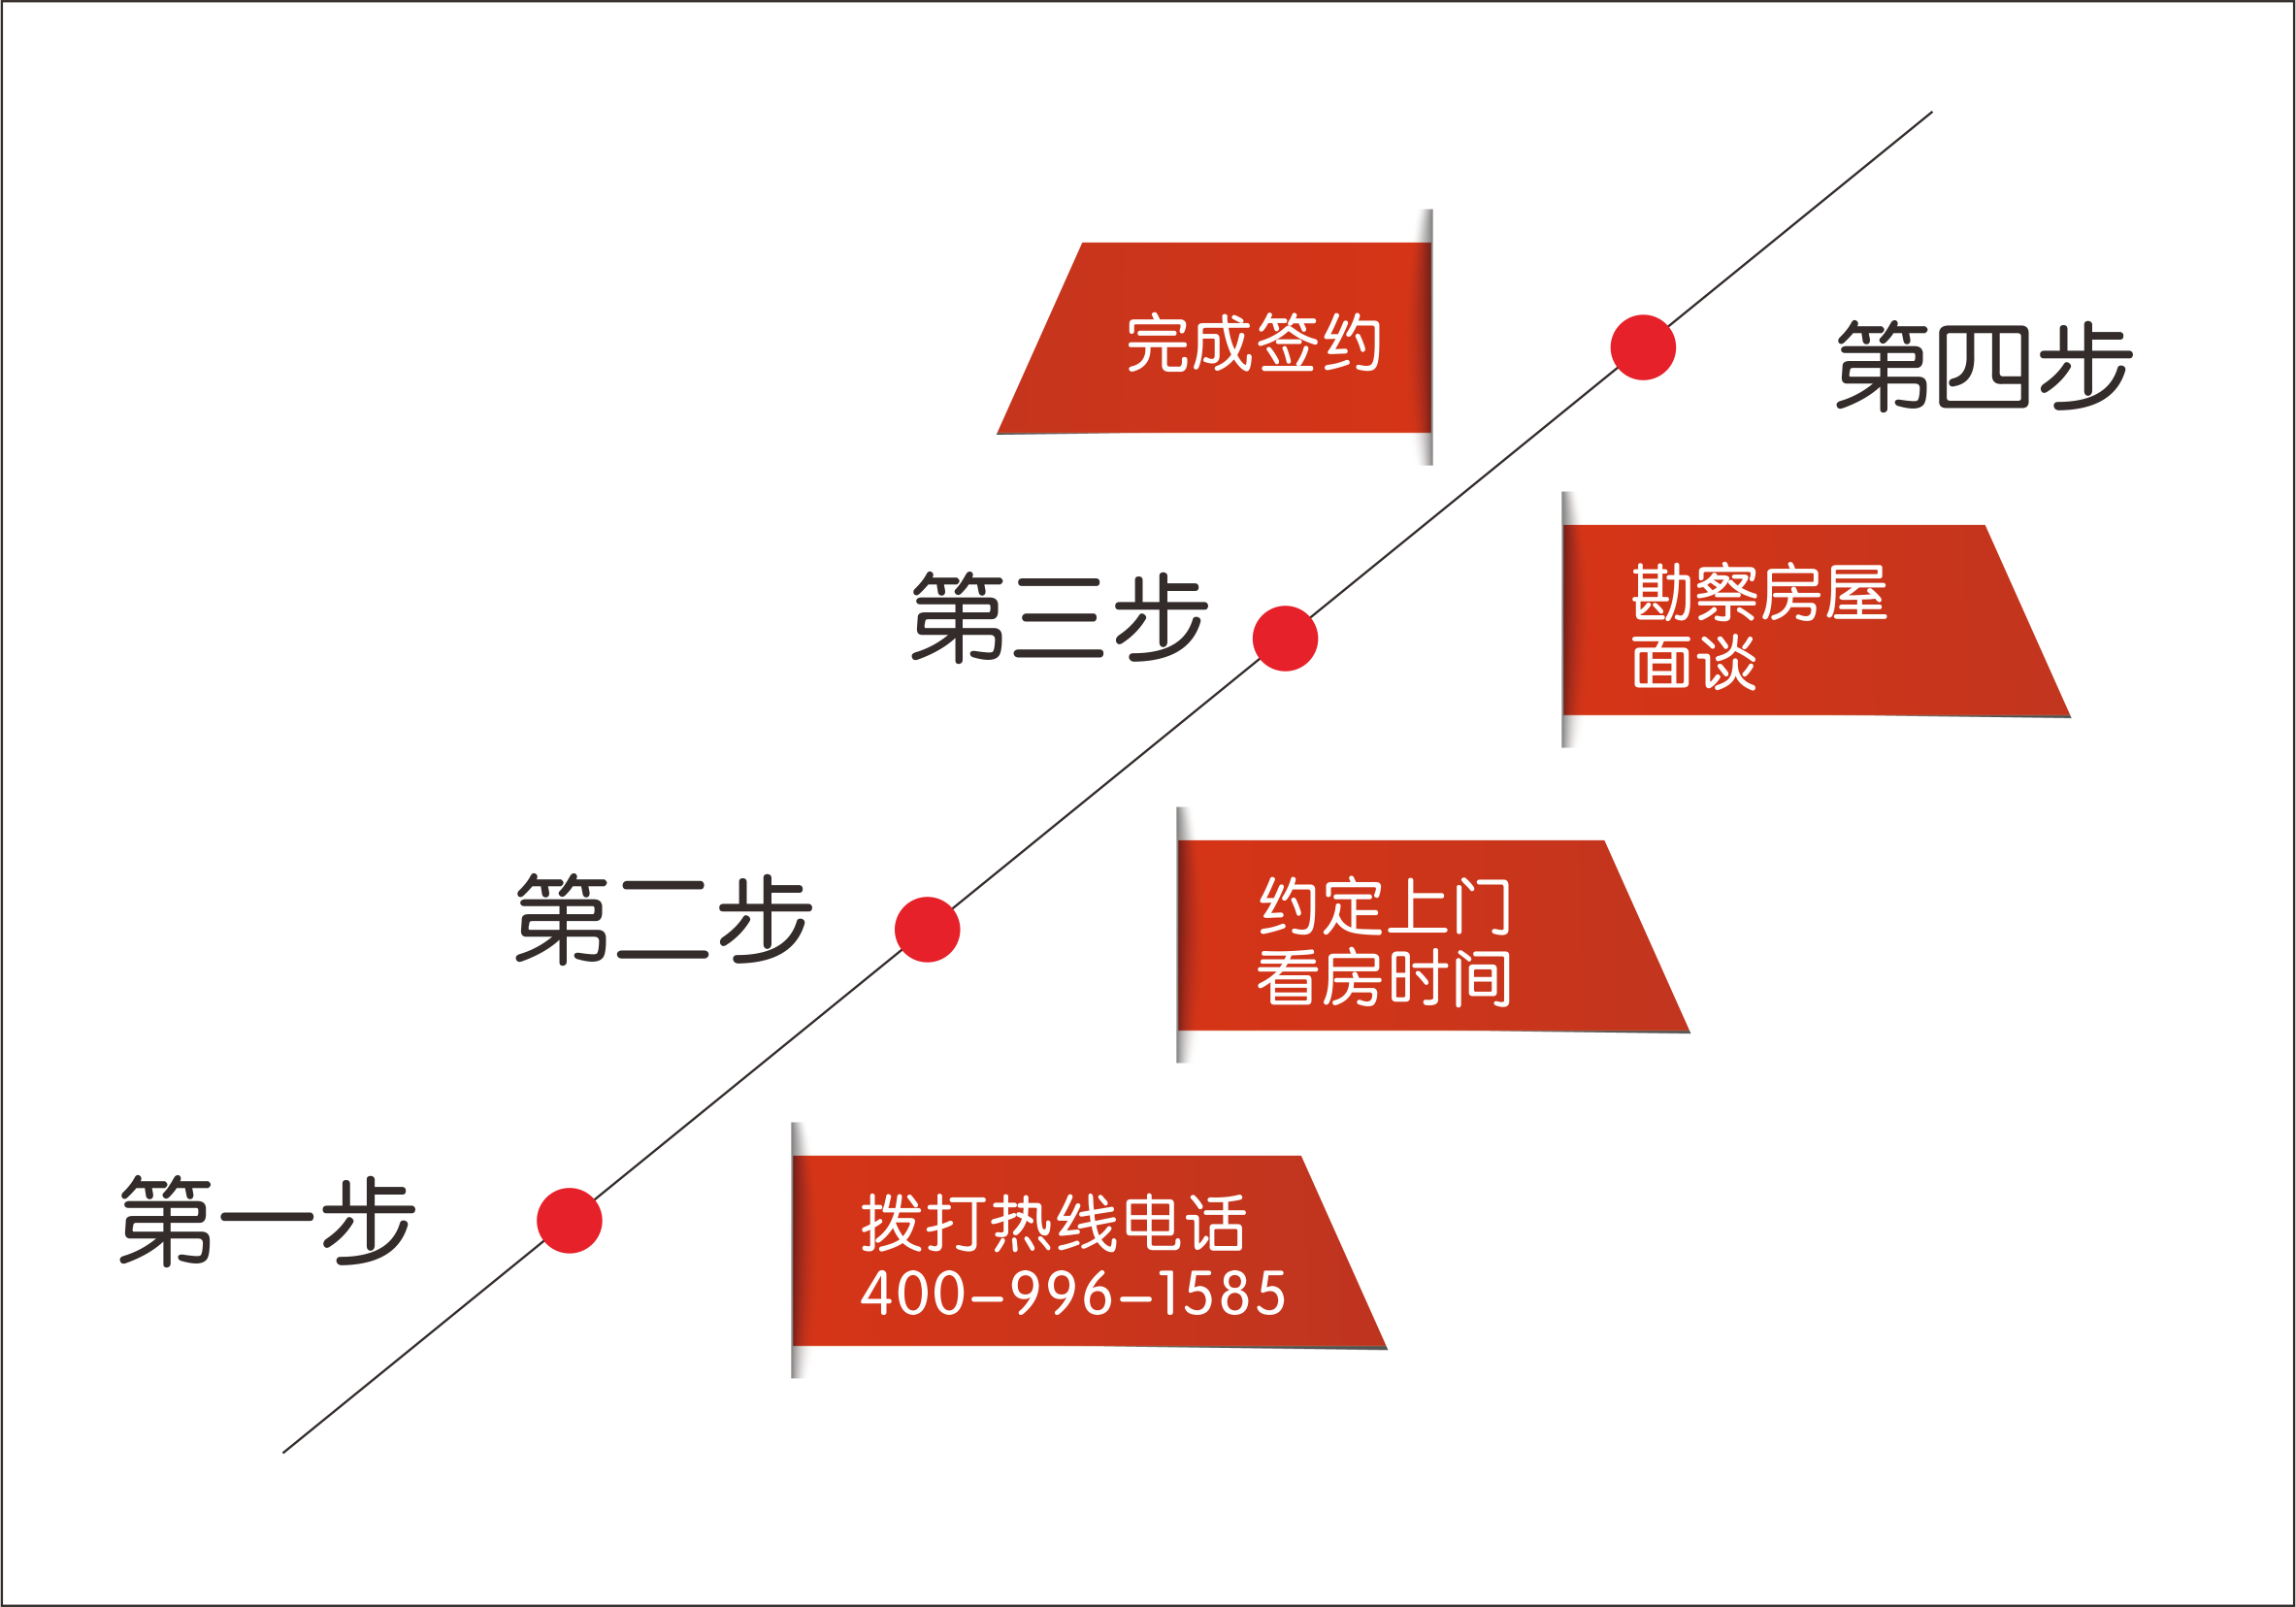 第一步
拨打热线电话
400-996-1585
第二步
约定上门
看房时间
第三步
勘察房屋
面谈
第四步
完成签约